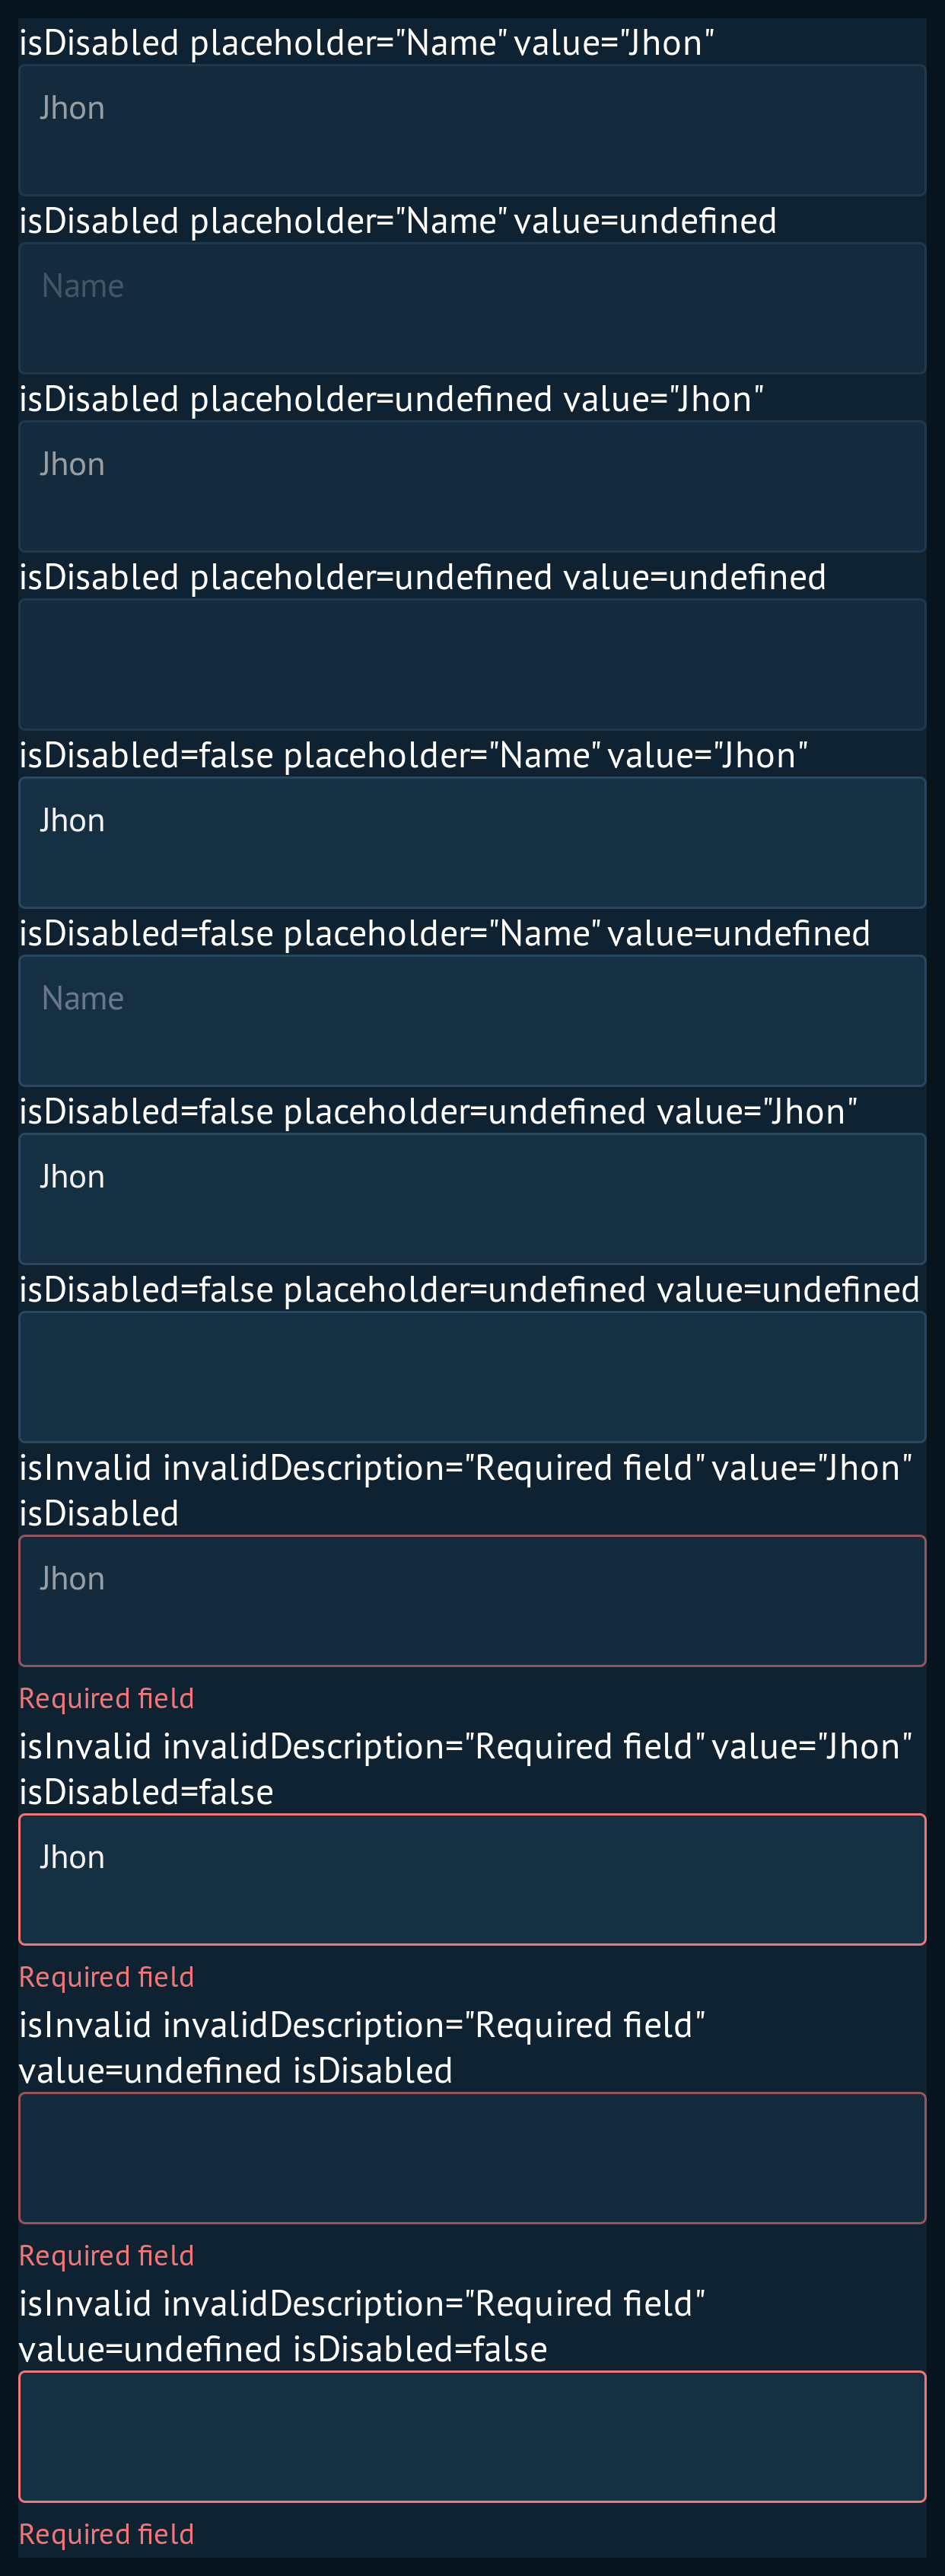 isDisabled placeholder="Name" value="Jhon"
Jhon
isDisabled placeholder="Name" value=undefined
Name
isDisabled placeholder=undefined value="Jhon"
Jhon
isDisabled placeholder=undefined value=undefined
isDisabled=false placeholder="Name" value="Jhon"
Jhon
isDisabled=false placeholder="Name" value=undefined
Name
isDisabled=false placeholder=undefined value="Jhon"
Jhon
isDisabled=false placeholder=undefined value=undefined
isInvalid invalidDescription="Required field" value="Jhon"
isDisabled
Jhon
Required field
isInvalid invalidDescription="Required field" value="Jhon"
isDisabled=false
Jhon
Required field
isInvalid invalidDescription="Required field"
value=undefined isDisabled
Required field
isInvalid invalidDescription="Required field"
value=undefined isDisabled=false
Required field